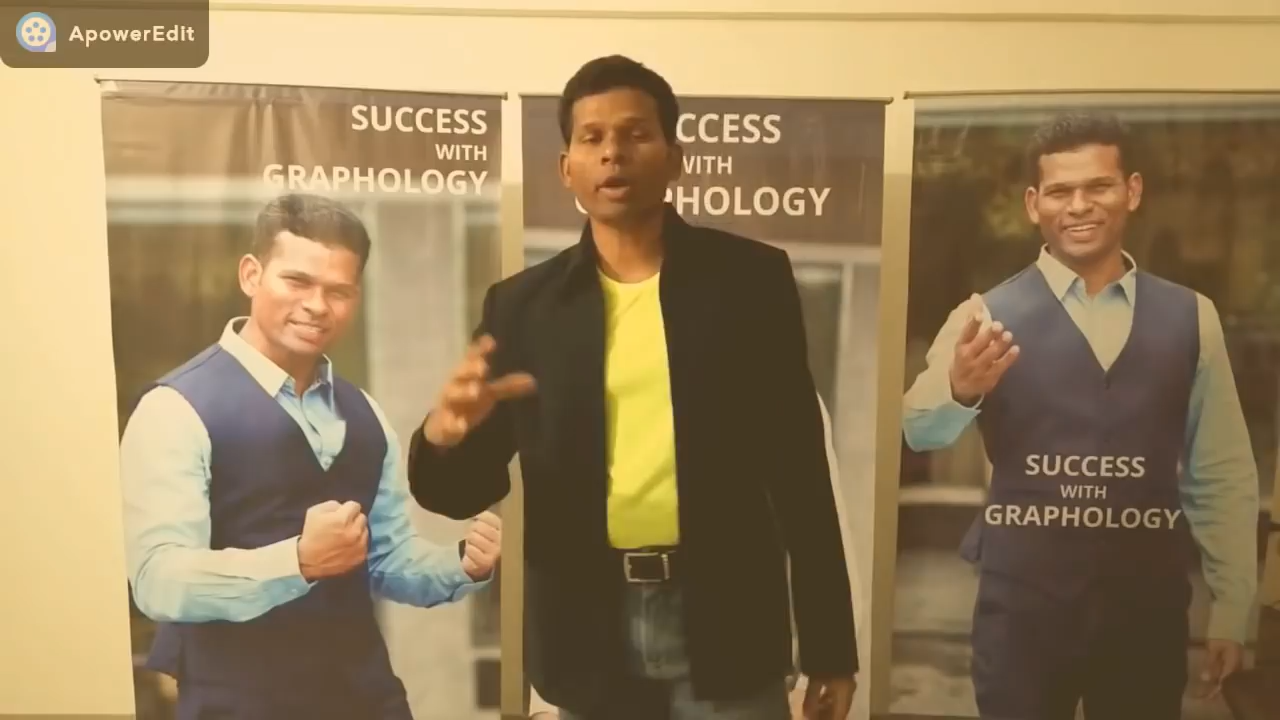 ApowerEdit
SUCCESS
WITH
GRAPHOLOGY
CCESS
WITH
PHOLOGY
SUCCESS
WITH
GRAPHOLOGY